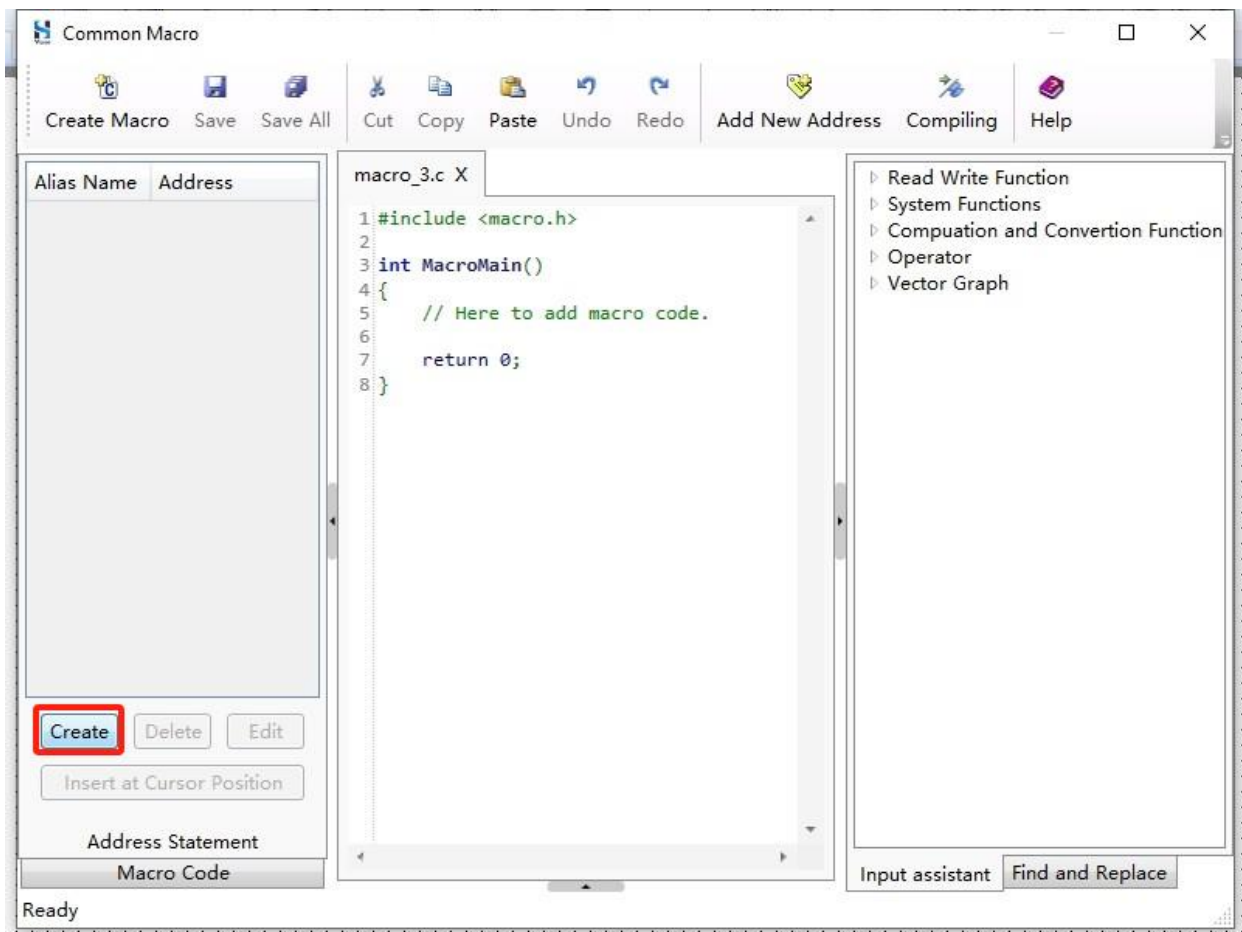 Common Macro
Create Macro Save Save All Cut Copy Paste Undo Redo Add New Address Compiling Help
Alias Name Address
macro_3.c X
1 #include <macro.h>
2
3 int MacroMain()
4 {
5 // Here to add macro code.
6
7 return 0;
8 }
Read Write Function
System Functions
Compuation and Convertion Function
Operator
Vector Graph
Create Delete Edit
Insert at Cursor Position
Address Statement
Macro Code
Input assistant Find and Replace
Ready